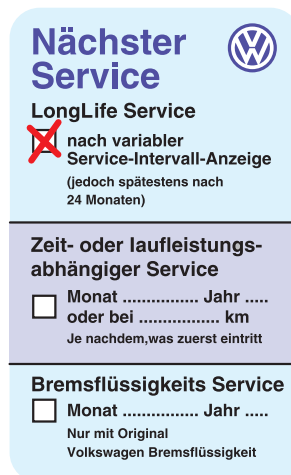 Nächster
Service
LongLife Service
nach variabler
Service-Intervall-Anzeige
(jedoch spätestens nach
24 Monaten)
Zeit- oder laufleistungs-
abhängiger Service
Monat ................ Jahr .....
oder bei ................. km
Je nachdem,was zuerst eintritt
Bremsflüssigkeits Service
Monat ................ Jahr .....
Nur mit Original
Volkswagen Bremsflüssigkeit